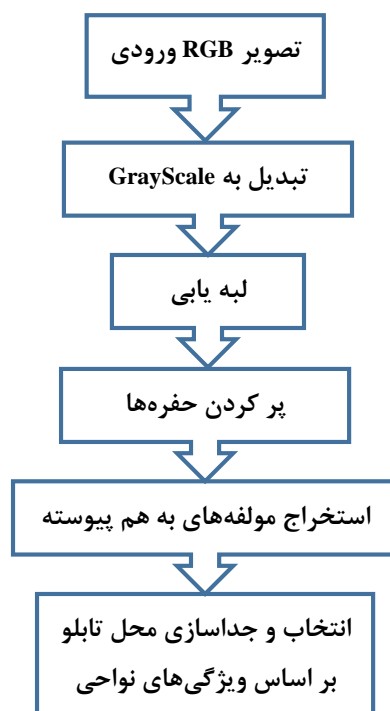 تصویر RGB ورودی
تبدیل به GrayScale
لبه یابی
پر کردن حفره‌ها
استخراج مولفه‌های به هم پیوسته
انتخاب و جداسازی محل تابلو
بر اساس ویژگی‌های نواحی